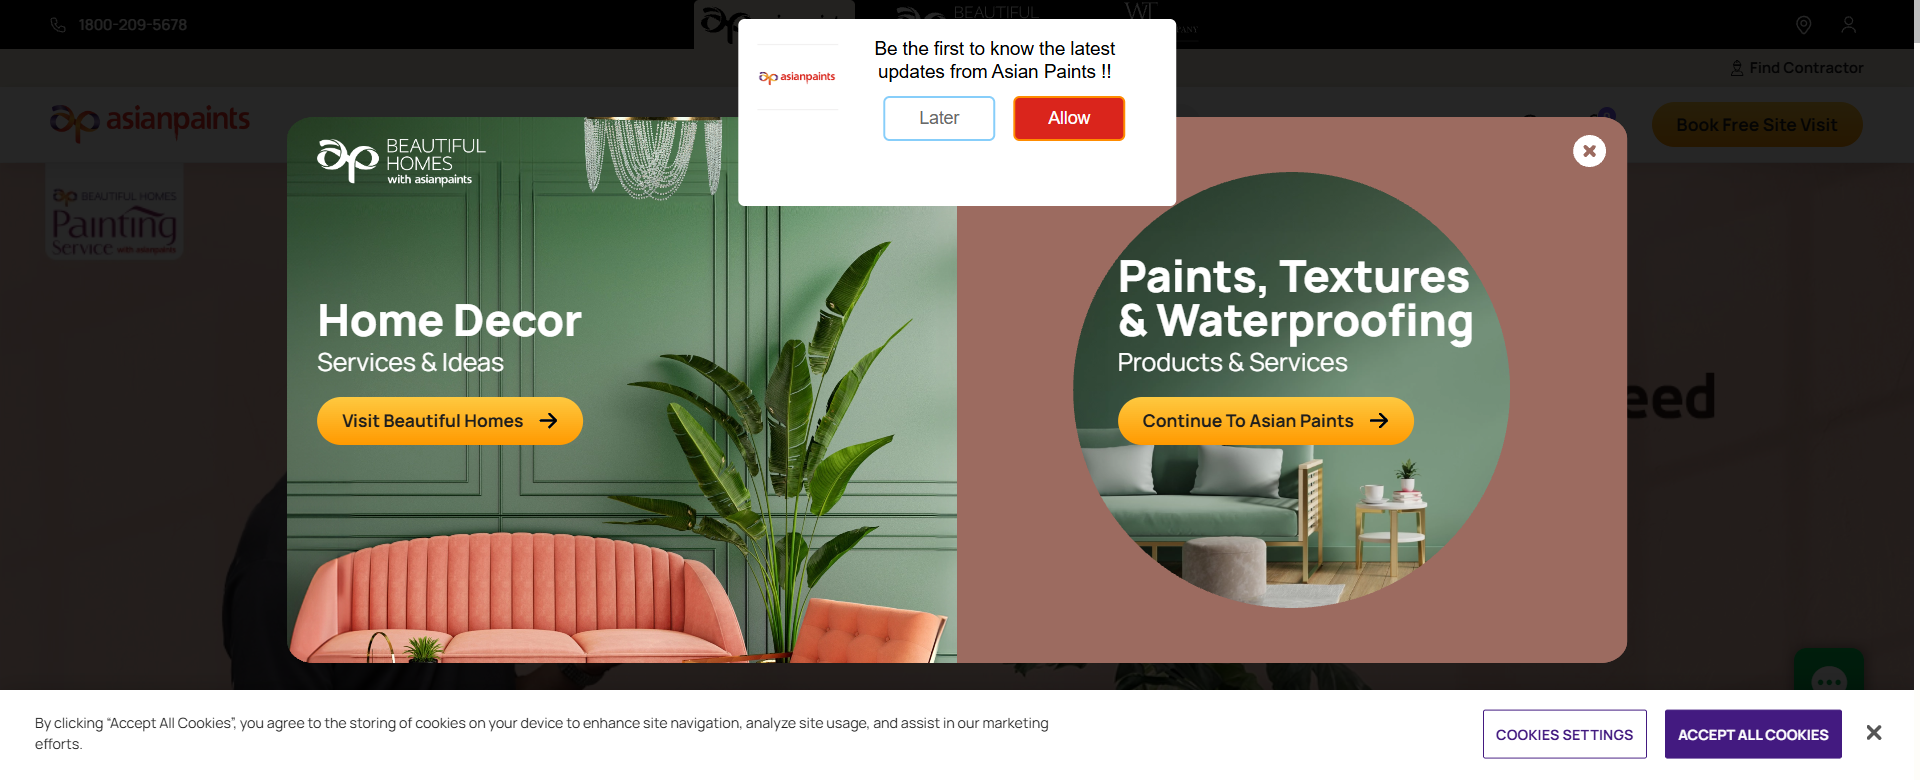 1800-209-5678
BEAUTIFUL
WT
Find Contractor
asianpaints
Book Free Site Visit
BEAUTIFUL HOMES
Painting
Service with asianpaints
Be the first to know the latest
updates from Asian Paints !!
asianpaints
Later
Allow
BEAUTIFUL
HOMES
with asianpaints
Home Decor
Services & Ideas
Visit Beautiful Homes
Paints, Textures
& Waterproofing
Products & Services
Continue To Asian Paints
eed
By clicking “Accept All Cookies”, you agree to the storing of cookies on your device to enhance site navigation, analyze site usage, and assist in our marketing
efforts.
COOKIES SETTINGS
ACCEPT ALL COOKIES